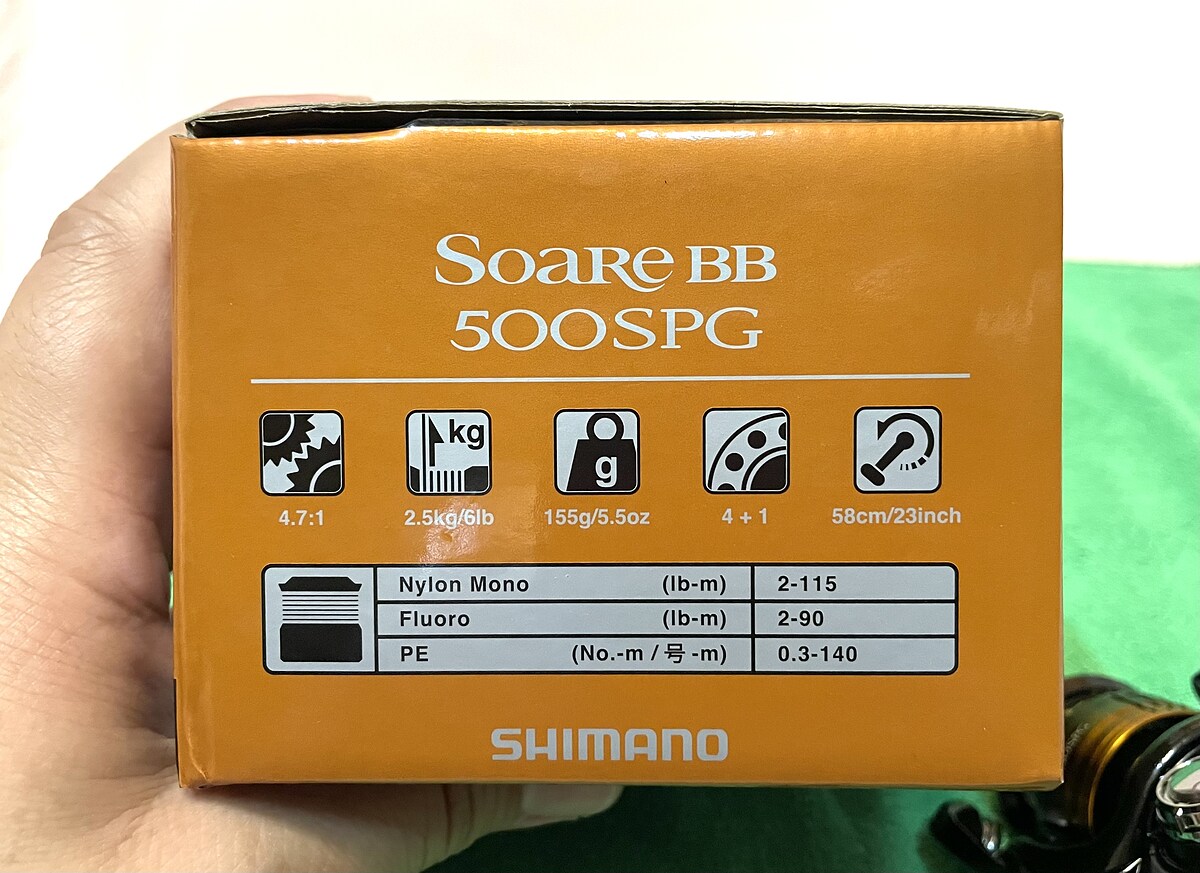 Soare BB
500SPG
kg
g
4.7:1 2.5kg/6lb 155g/5.5oz 4 + 1 58cm/23inch
Nylon Mono (lb-m) 2-115
Fluoro (lb-m) 2-90
PE (No.-m / 号 -m) 0.3-140
SHIMANO